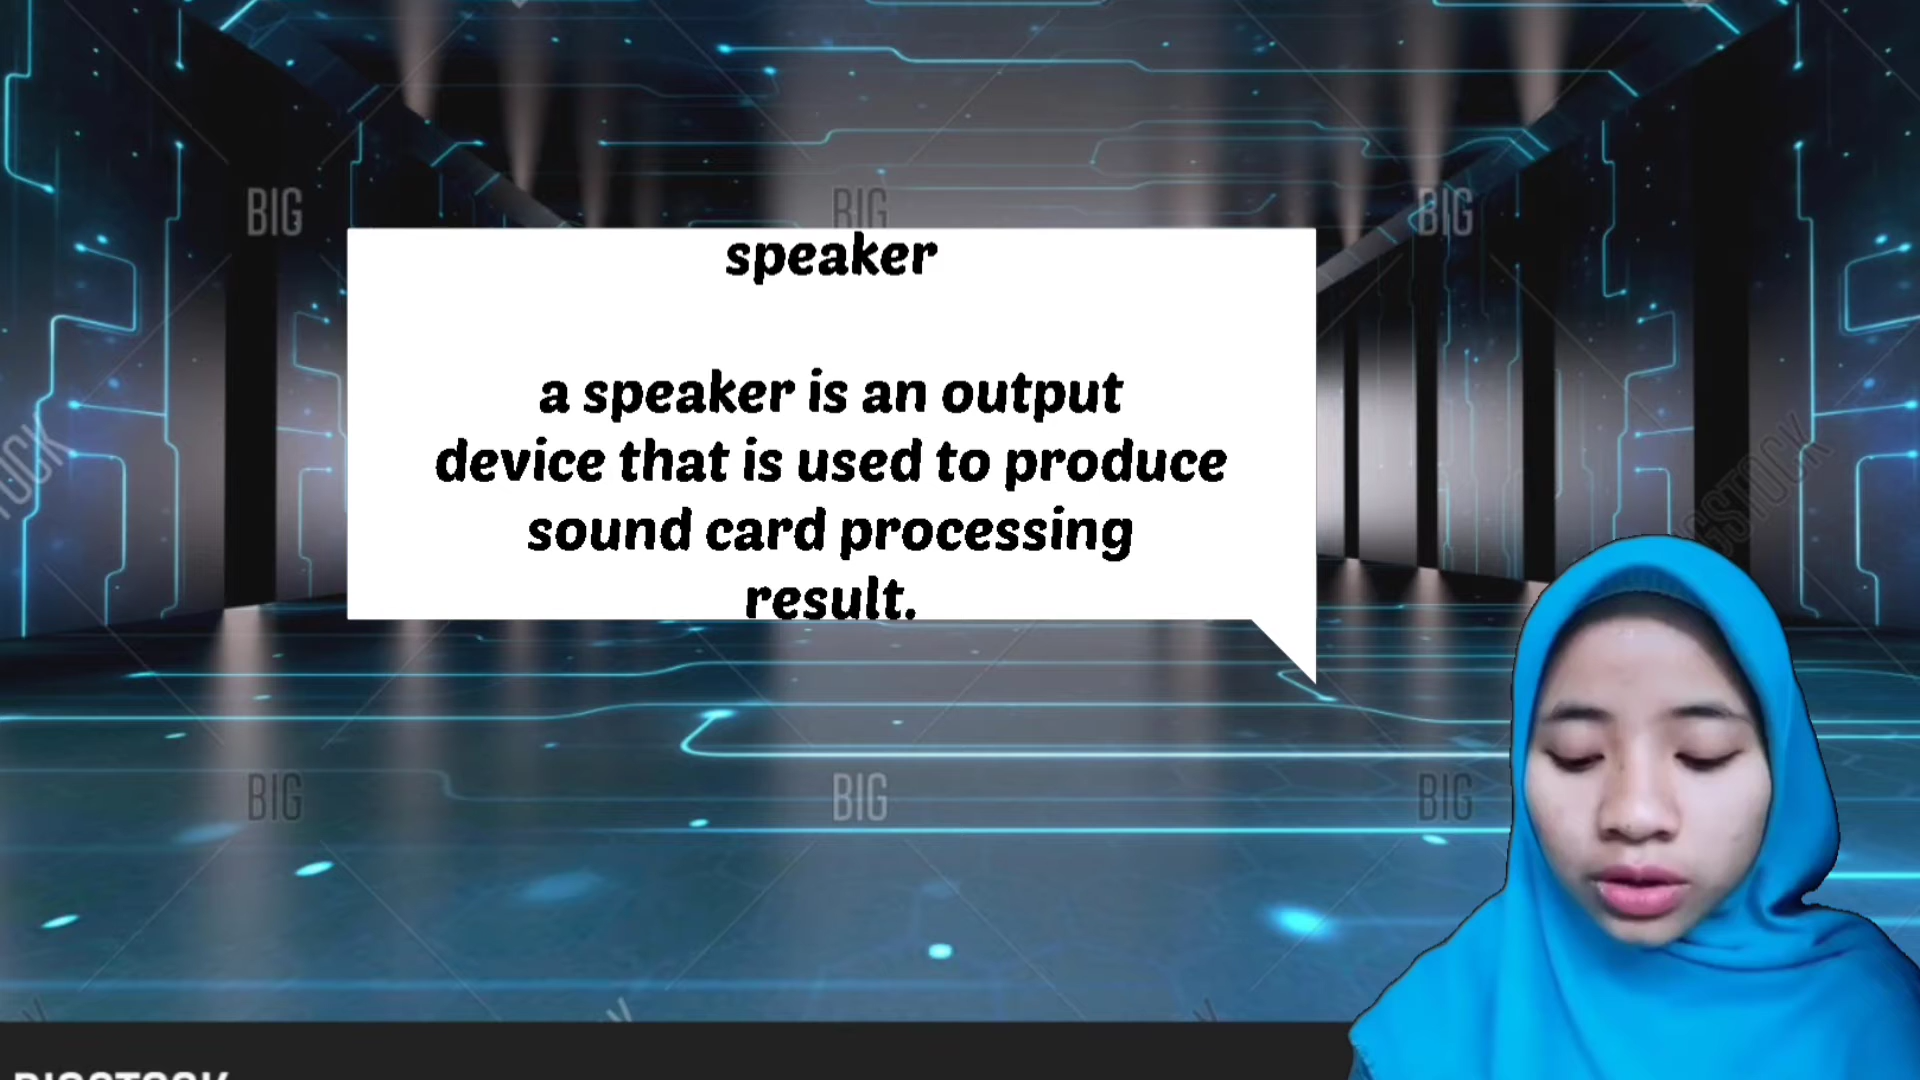 BIG BIG BIG
speaker
a speaker is an output
device that is used to produce
sound card processing
result.
BIG BIG BIG
BIGSTOCK